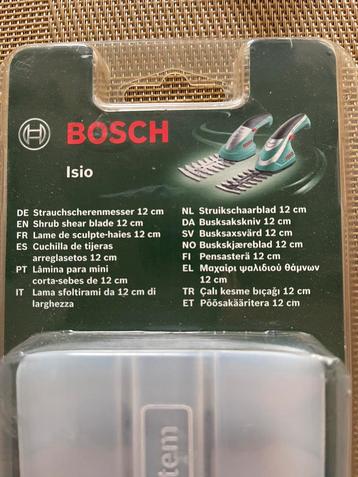 BOSCH
Isio
DE Strauchscherenmesser 12 cm
EN Shrub shear blade 12 cm
FR Lame de sculpte-haies 12 cm
ES Cuchilla de tijeras
arreglasetos 12 cm
PT Lâmina para mini
corta-sebes de 12 cm
IT Lama sfoltirami da 12 cm di
larghezza
NL Struikschaarblad 12 cm
DA Busksakskniv 12 cm
SV Busksaxsvärd 12 cm
NO Buskskjæreblad 12 cm
FI Pensasterä 12 cm
EL Μαχαίρι ψαλιδιού θάμνων
12 cm
TR Çalı kesme bıçağı 12 cm
ET Põõsakääritera 12 cm